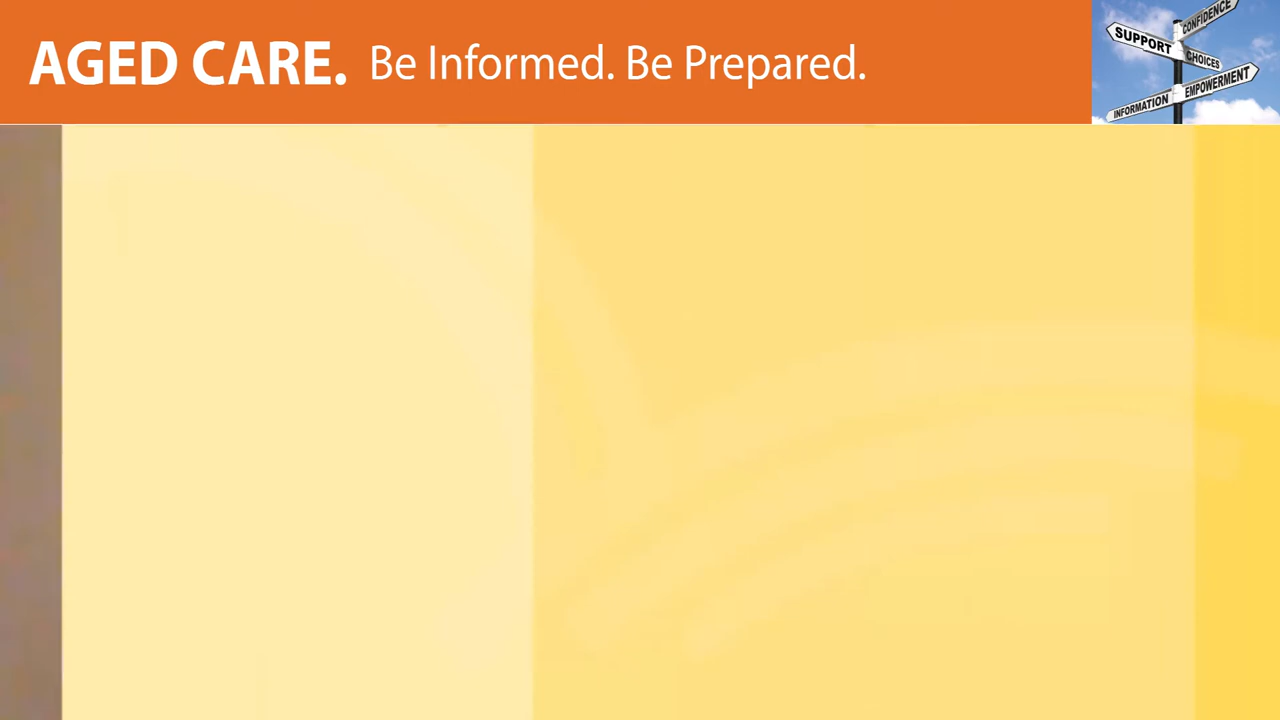 AGED CARE. Be Informed. Be Prepared.
CONFIDENCE
SUPPORT
CHOICES
EMPOWERMENT
INFORMATION